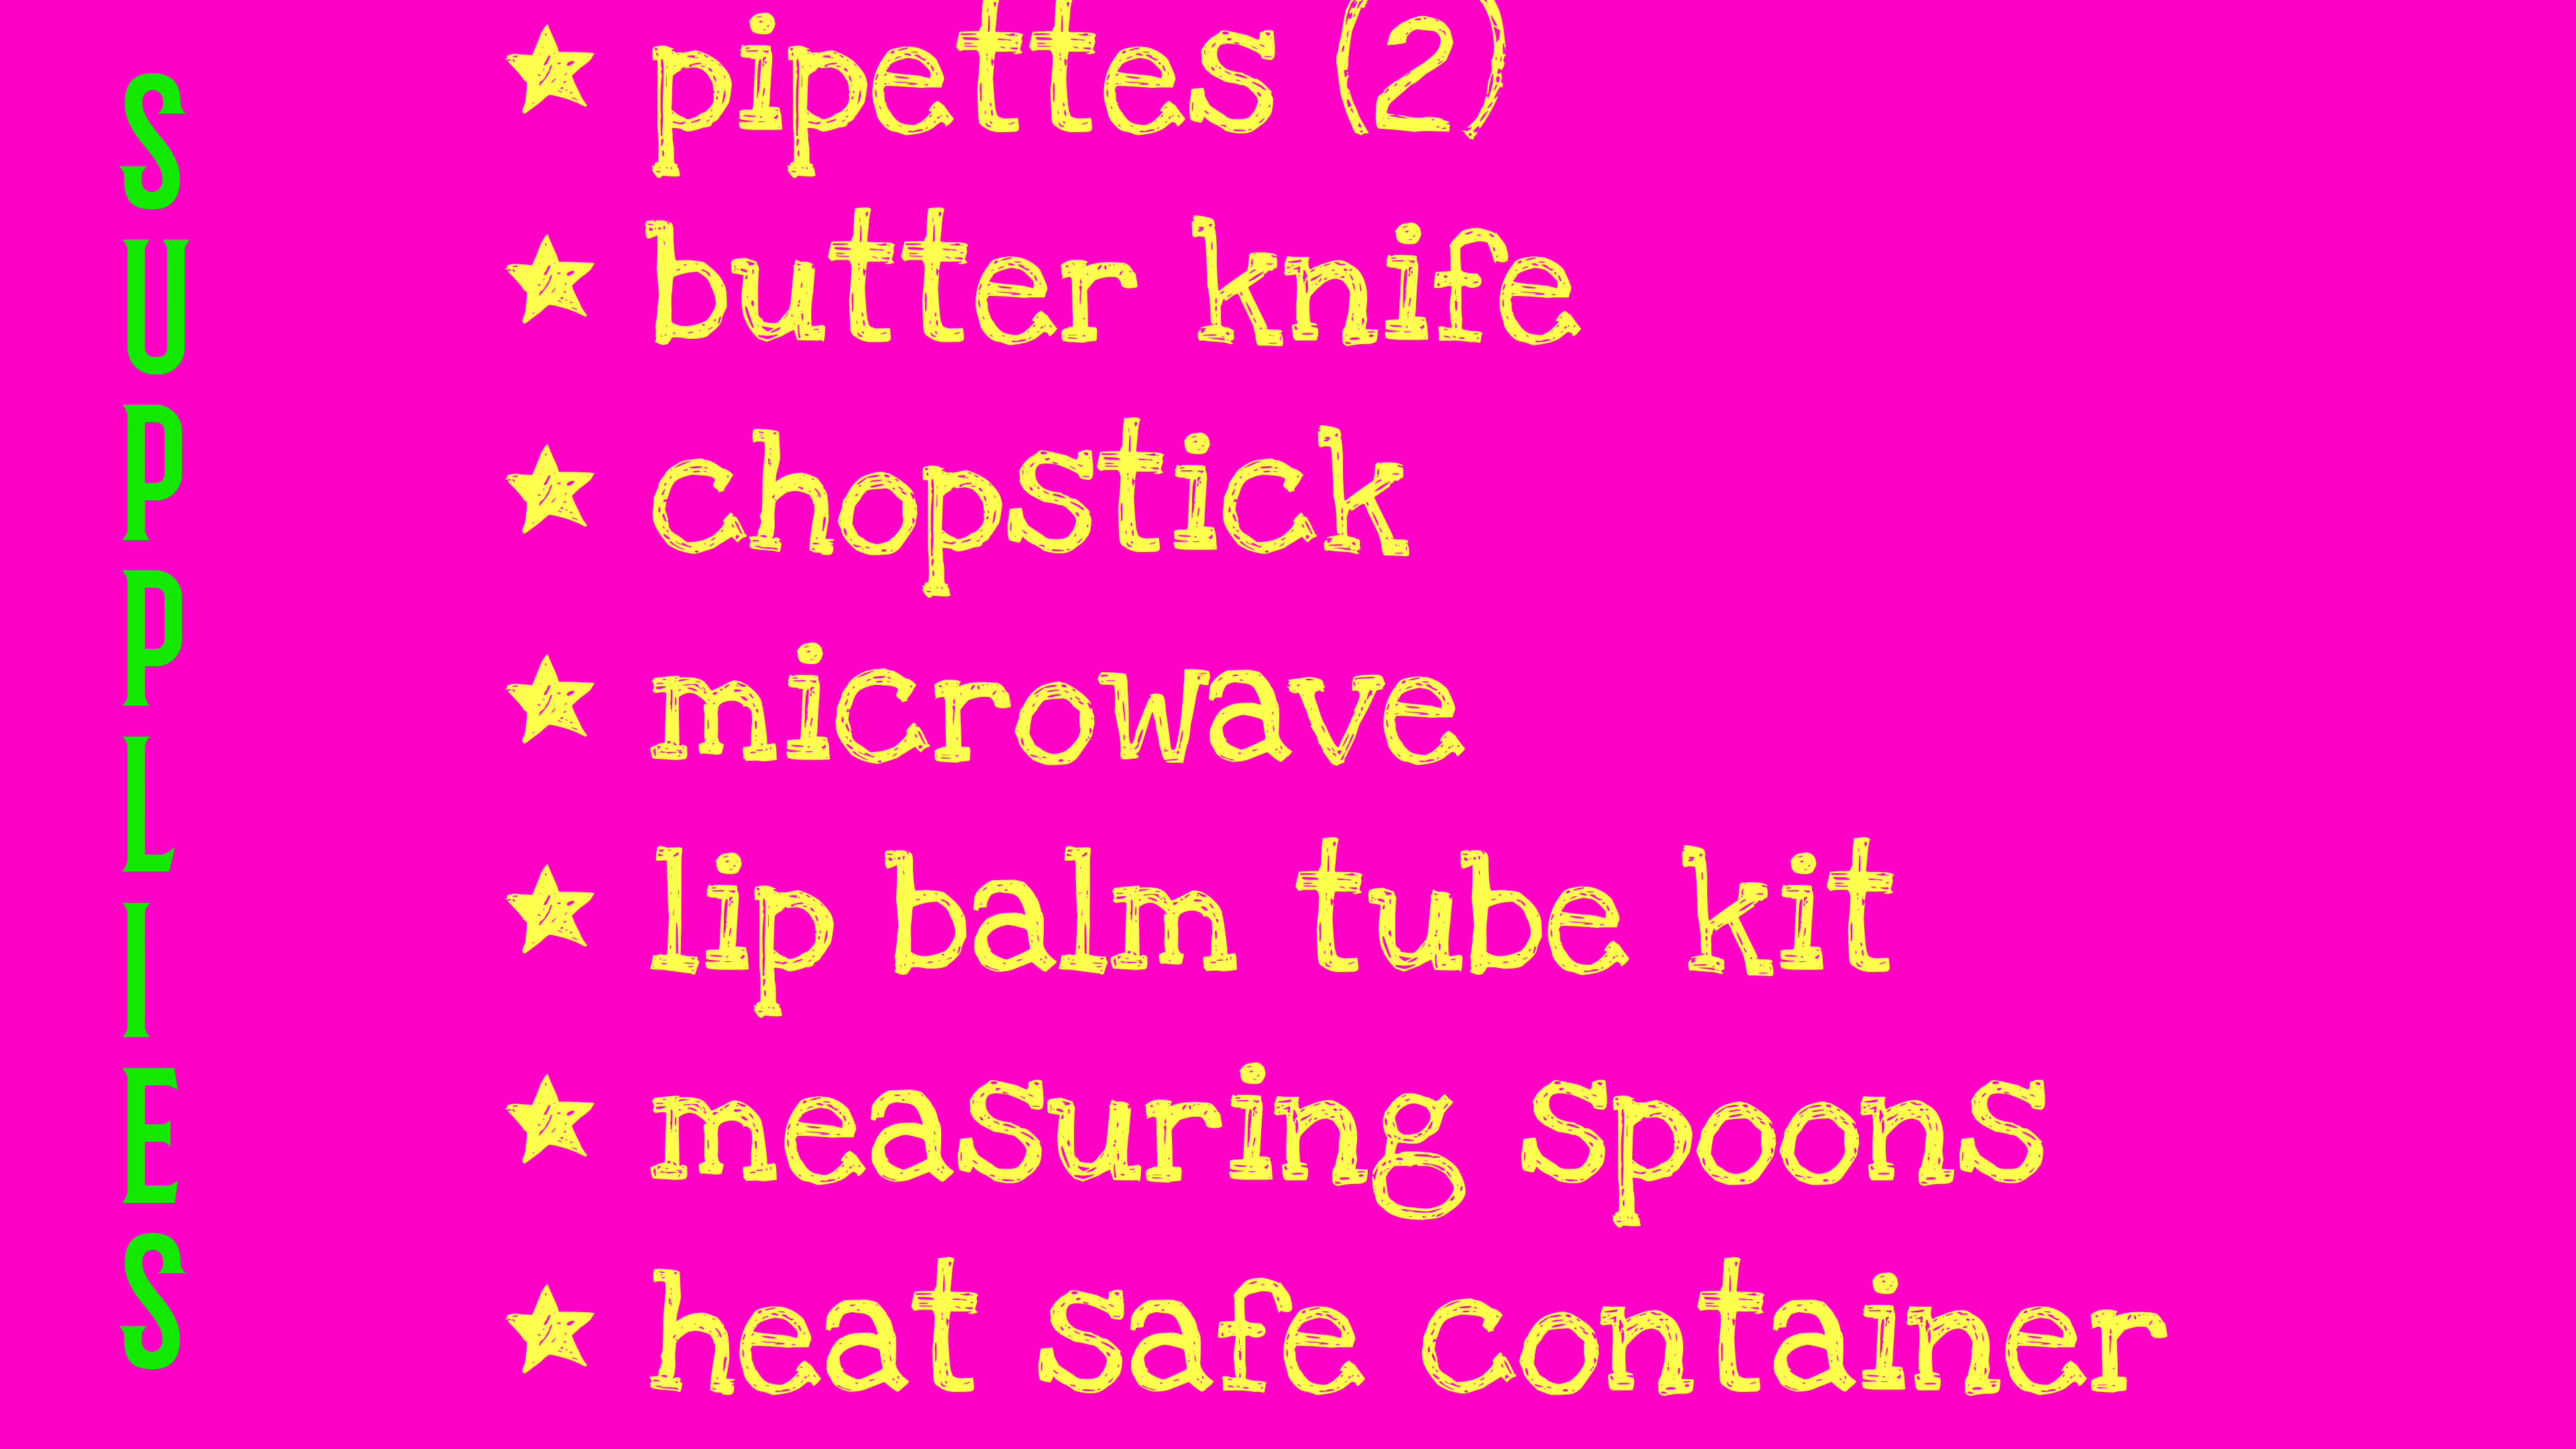 SUPPLIES
★ pipettes (2)
★ butter knife
★ chopstick
★ microwave
★ lip balm tube kit
★ measuring spoons
★ heat safe container